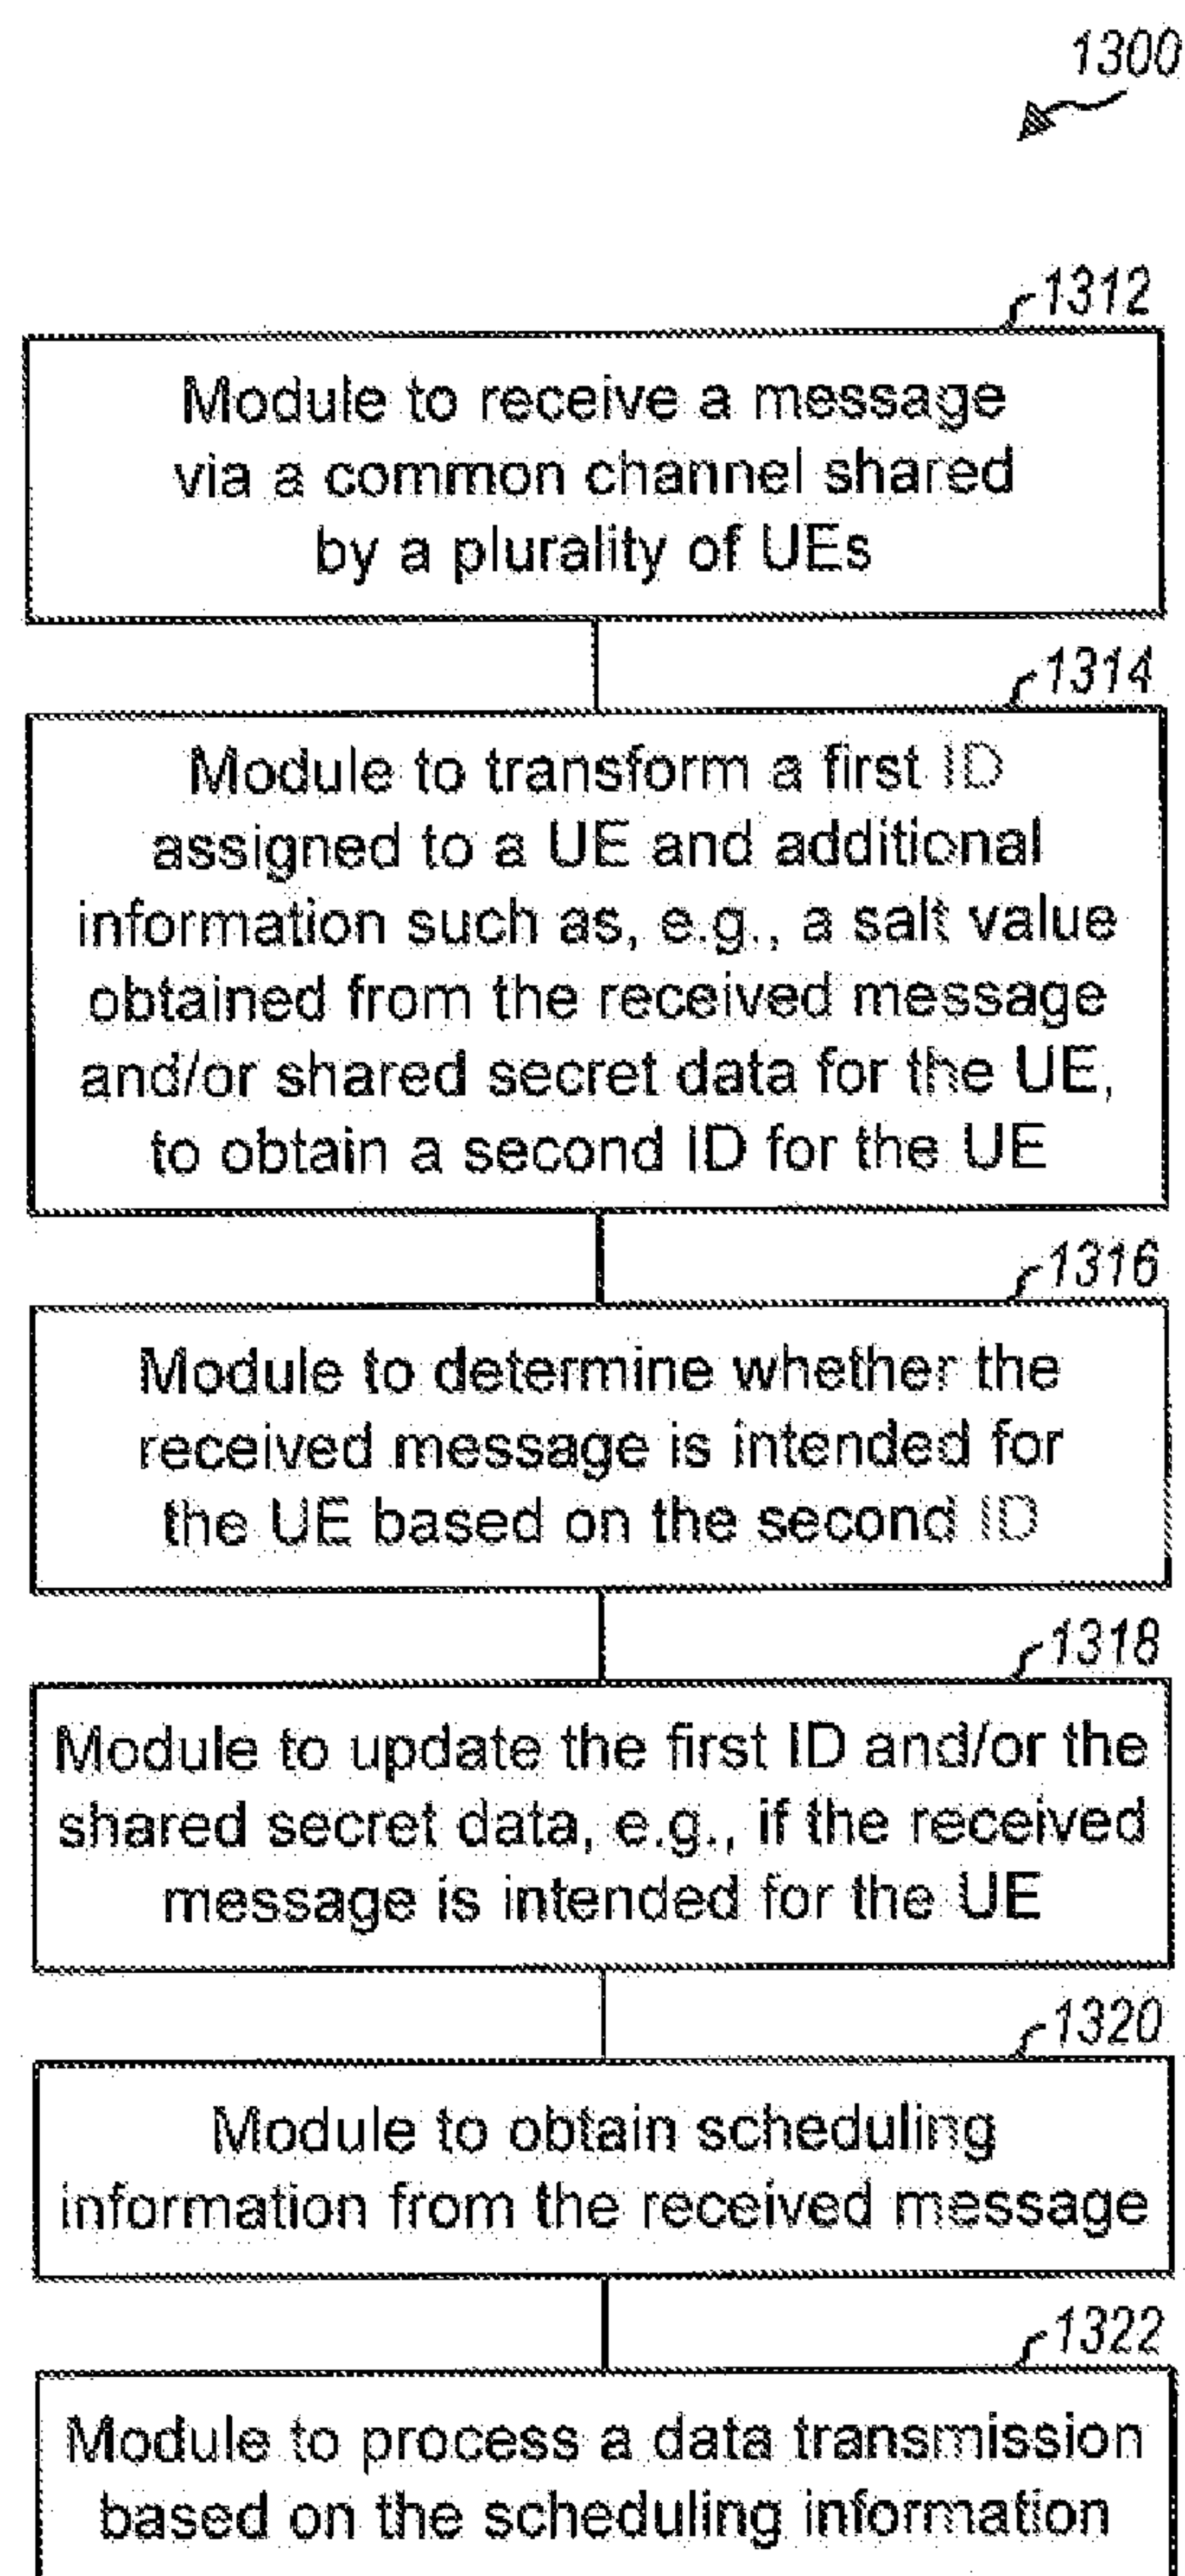 1300
1312
Module to receive a message
via a common channel shared
by a plurality of UEs
1314
Module to transform a first ID
assigned to a UE and additional
information such as, e.g., a salt value
obtained from the received message
and/or shared secret data for the UE,
to obtain a second ID for the UE
1316
Module to determine whether the
received message is intended for
the UE based on the second ID
1318
Module to update the first ID and/or the
shared secret data, e.g., if the received
message is intended for the UE
1320
Module to obtain scheduling
information from the received message
1322
Module to process a data transmission
based on the scheduling information